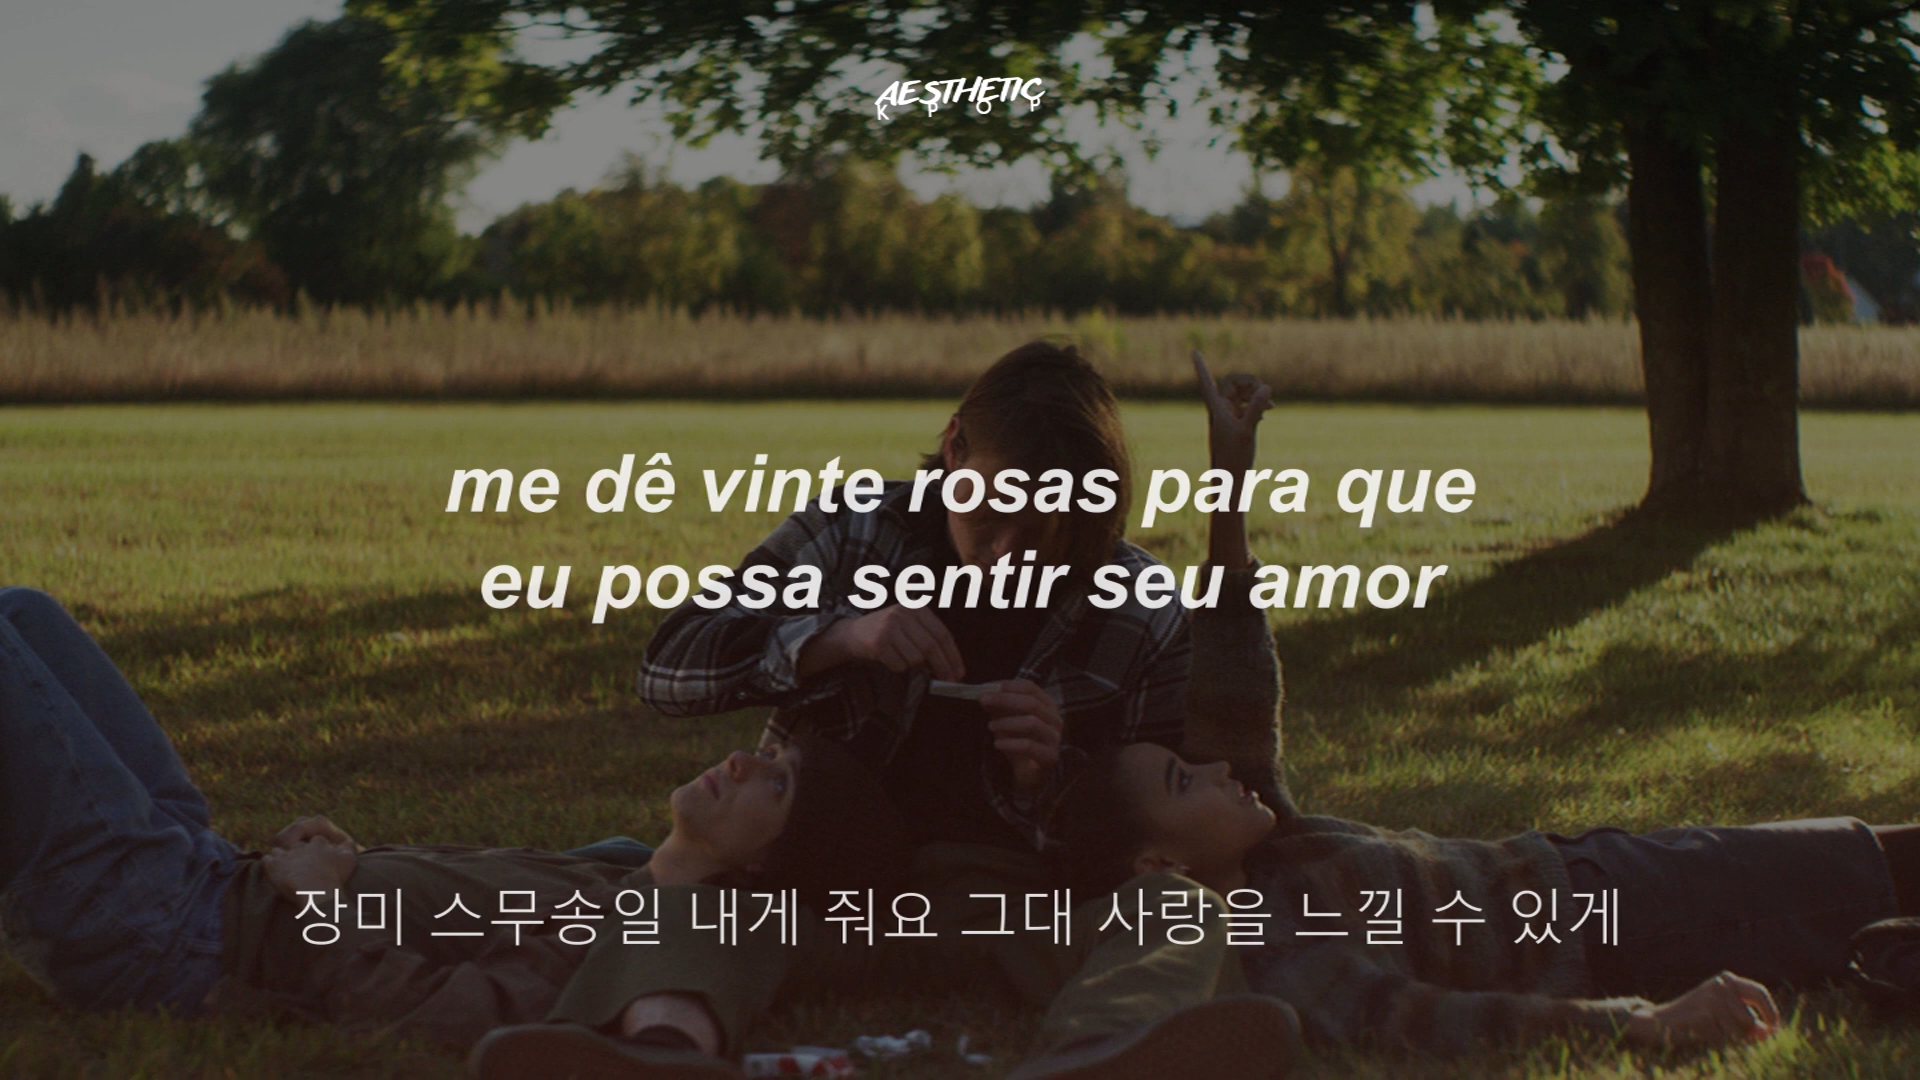 AESTHETIC
KPOP
me dê vinte rosas para que
eu possa sentir seu amor
장미 스무송일 내게 줘요 그대 사랑을 느낄 수 있게